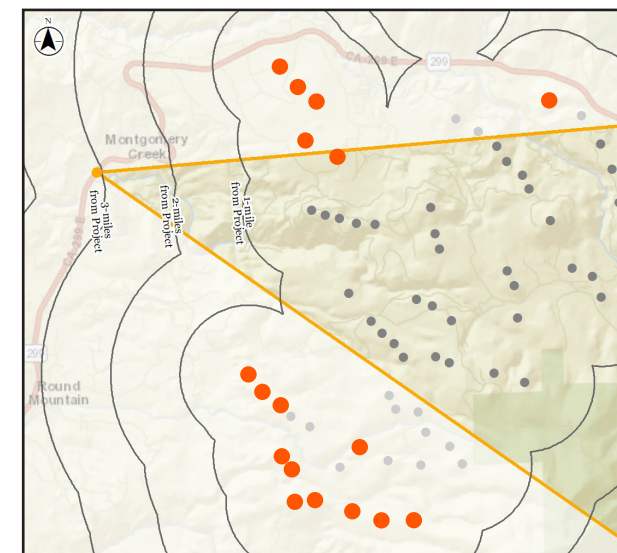 N
CA-299 E
299
Montgomery
Creek
3-miles
from Project
2-miles
from Project
1-mile
from Project
CA-299 E
299
Round
Mountain